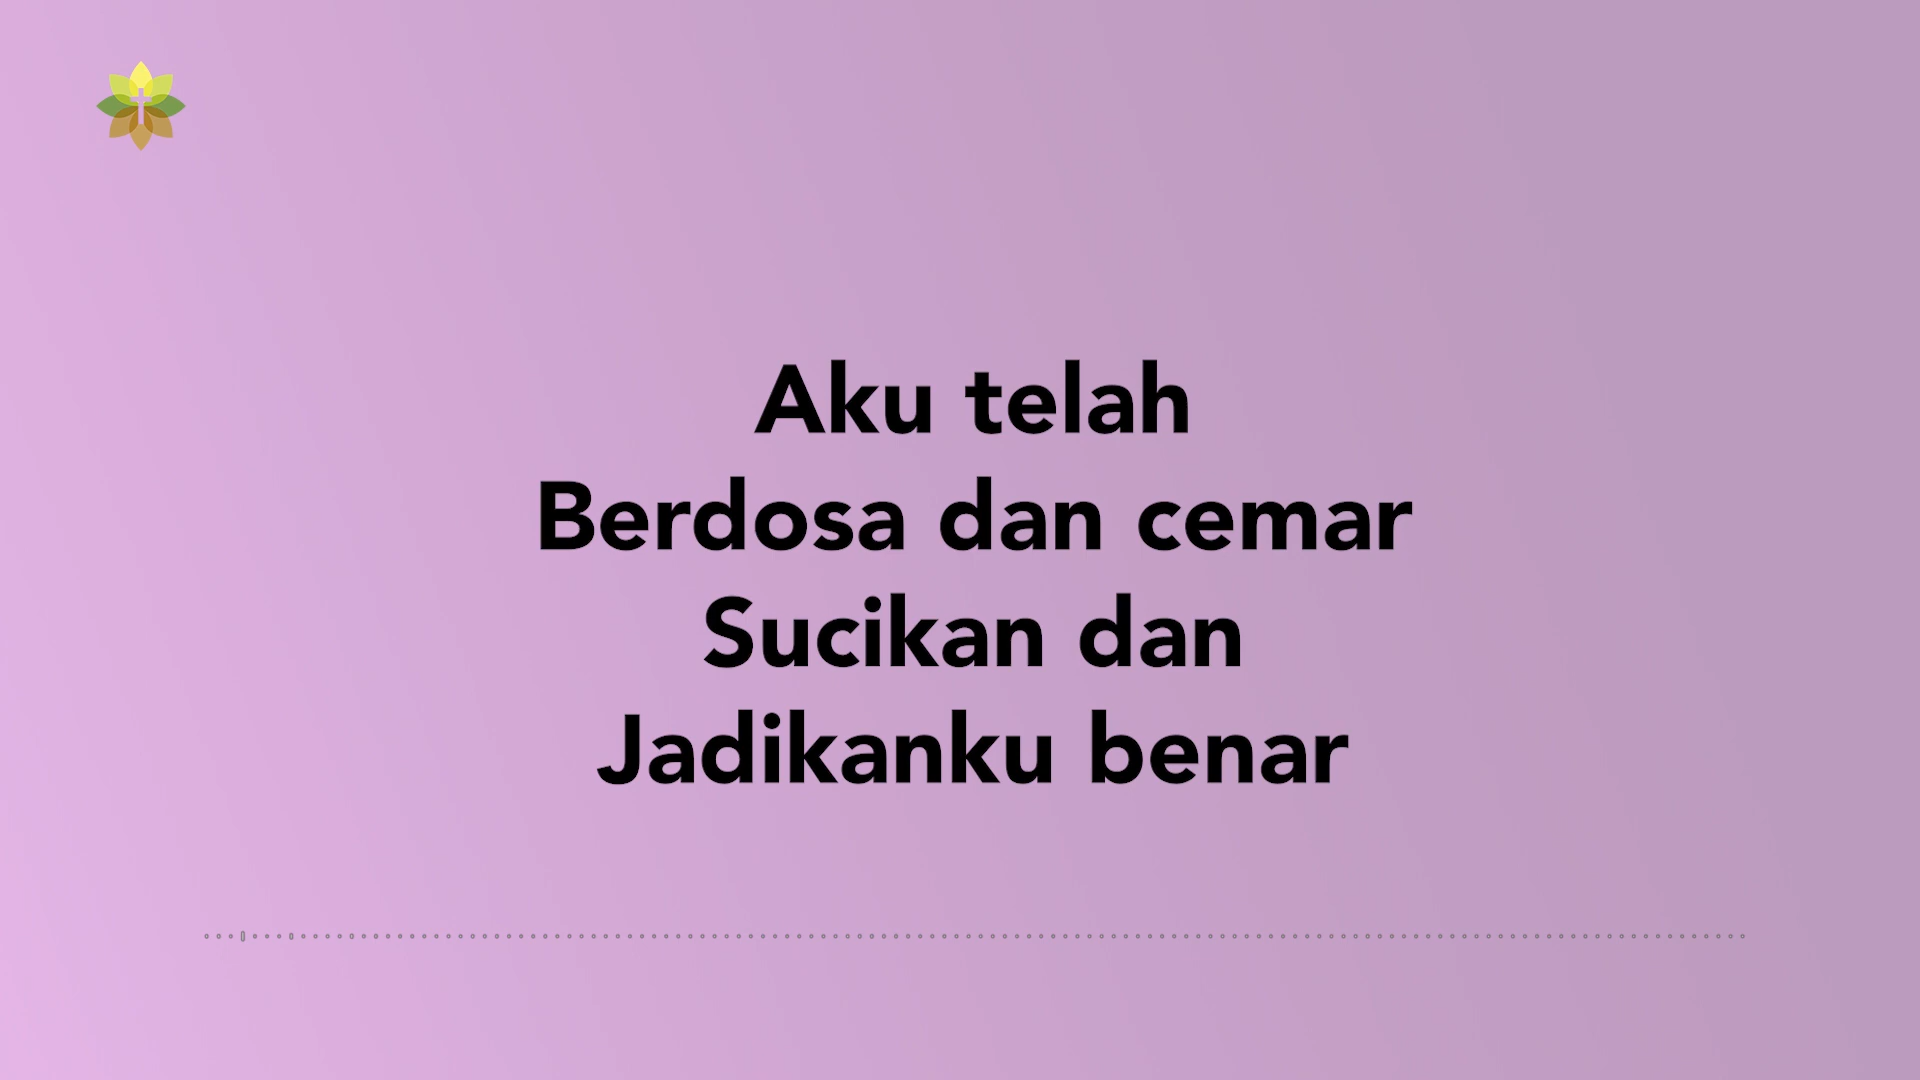 Aku telah
Berdosa dan cemar
Sucikan dan
Jadikanku benar